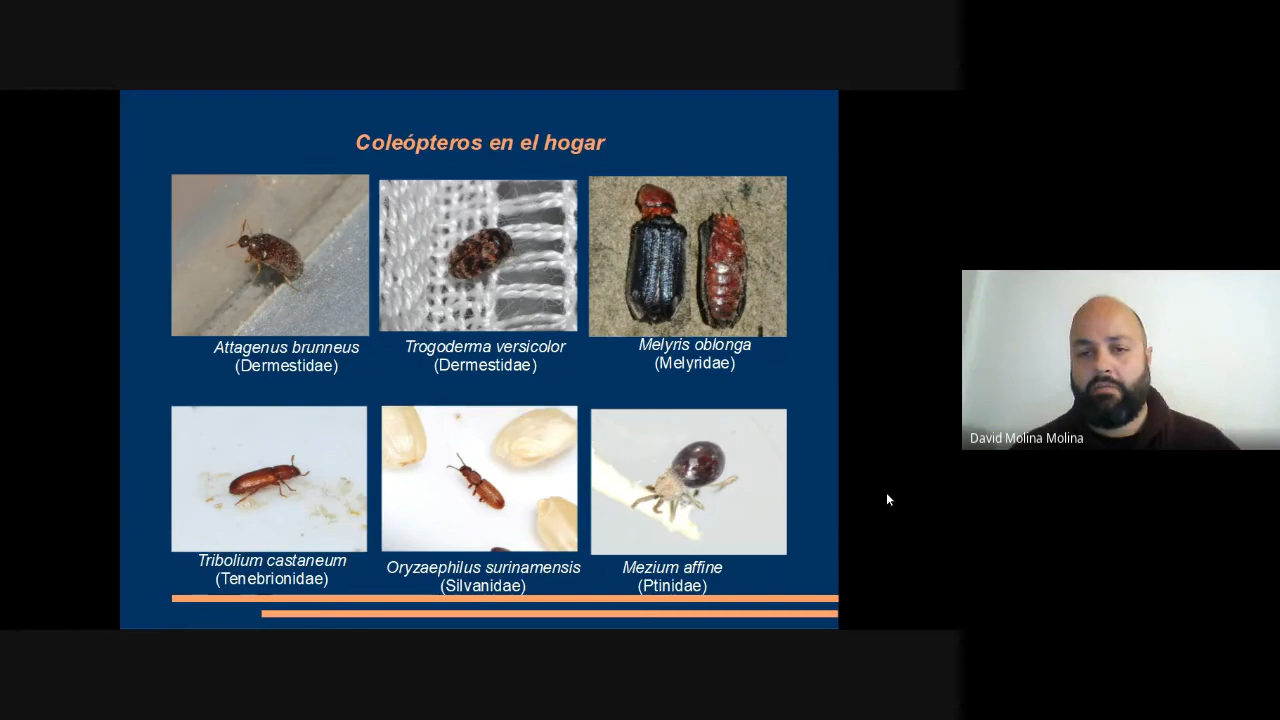 Coleópteros en el hogar
Attagenus brunneus
(Dermestidae)
Trogoderma versicolor
(Dermestidae)
Melyris oblonga
(Melyridae)
Tribolium castaneum
(Tenebrionidae)
Oryzaephilus surinamensis
(Silvanidae)
Mezium affine
(Ptinidae)
David Molina Molina